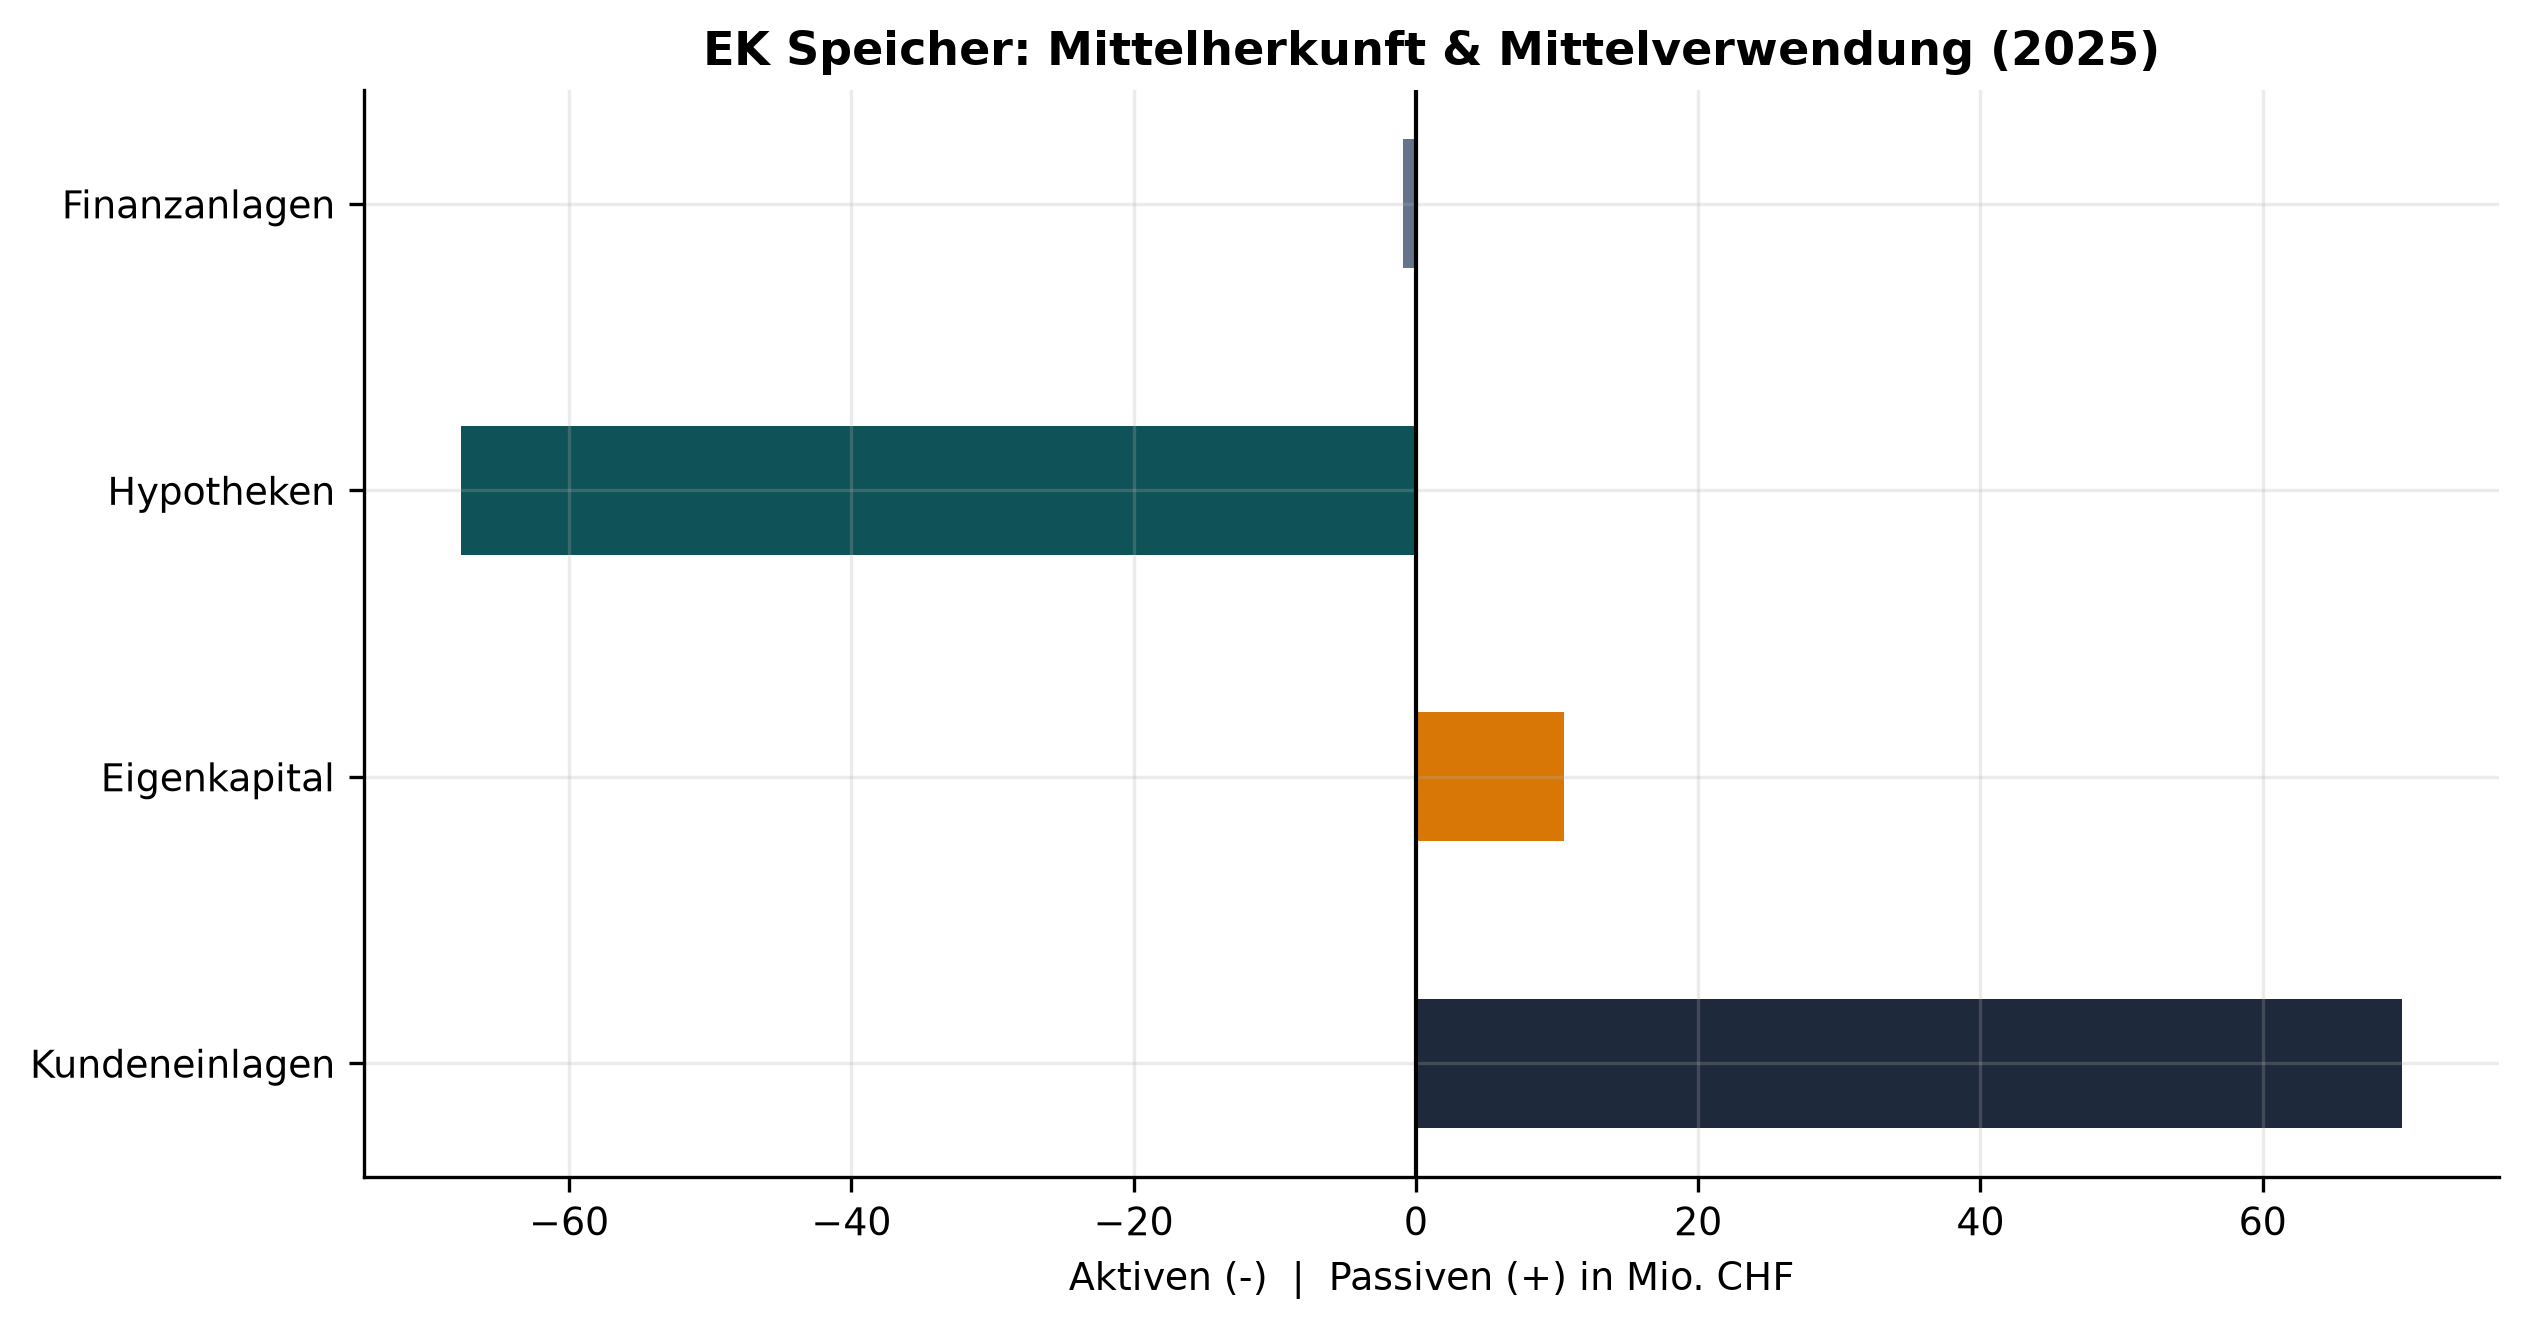 EK Speicher: Mittelherkunft & Mittelverwendung (2025)
Finanzanlagen
Hypotheken
Eigenkapital
Kundeneinlagen
−60 −40 −20 0 20 40 60
Aktiven (-) | Passiven (+) in Mio. CHF